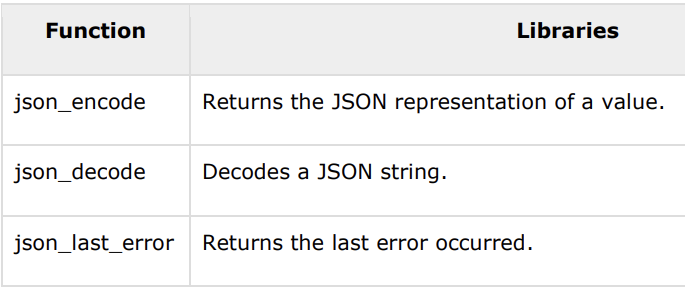 Function Libraries
json_encode Returns the JSON representation of a value.
json_decode Decodes a JSON string.
json_last_error Returns the last error occurred.